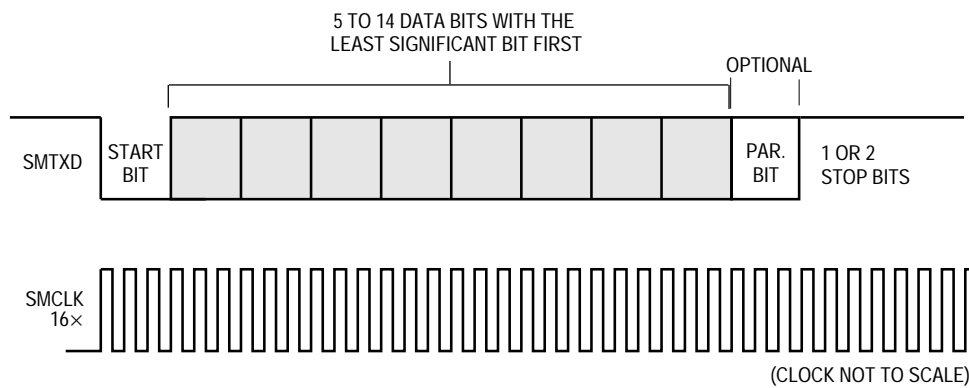 5 TO 14 DATA BITS WITH THE
LEAST SIGNIFICANT BIT FIRST
OPTIONAL
SMTXD
START
BIT
PAR.
BIT
1 OR 2
STOP BITS
SMCLK
16×
(CLOCK NOT TO SCALE)